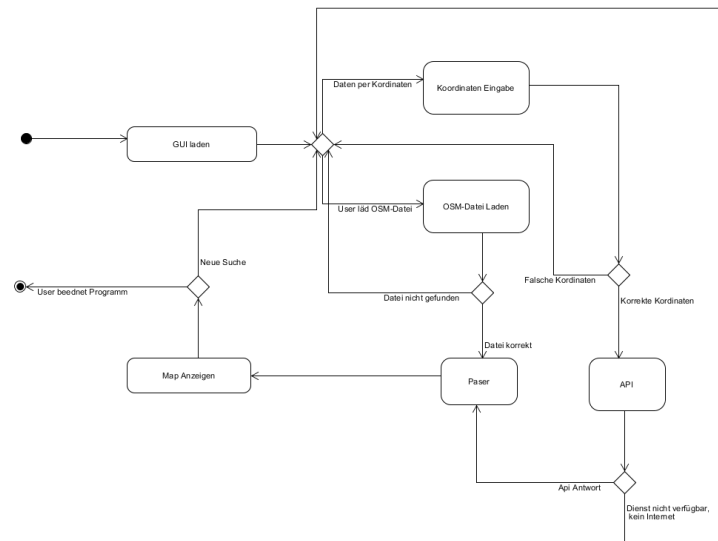 Daten per Kordinaten
Koordinaten Eingabe
GUI laden
User läd OSM-Datei
OSM-Datei Laden
Neue Suche
Falsche Kordinaten
User beednet Programm
Datei nicht gefunden
Korrekte Kordinaten
Datei korrekt
Map Anzeigen
Paser
API
Api Antwort
Dienst nicht verfügbar,
kein Internet